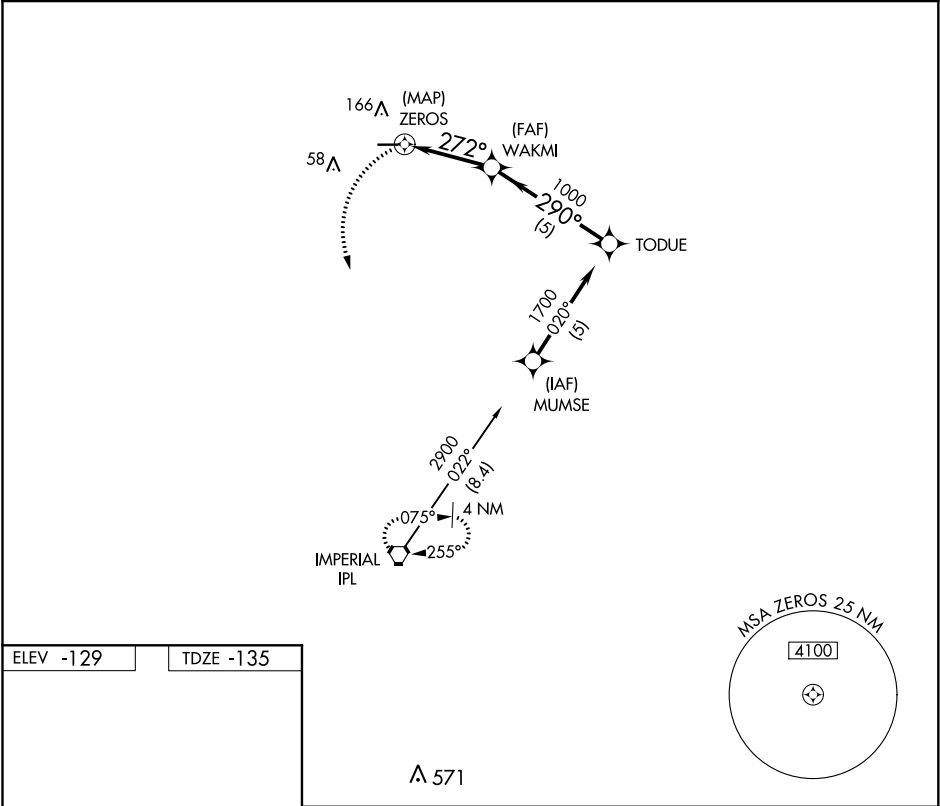 166 (MAP)
ZEROS
58
272°
(FAF)
WAKMI
1000
290°
(5)
TODUE
1700
020°
(5)
(IAF)
MUMSE
2900
022°
(8.4)
075° 4 NM
255°
IMPERIAL
IPL
MSA ZEROS 25 NM
4100
ELEV -129 TDZE -135
571